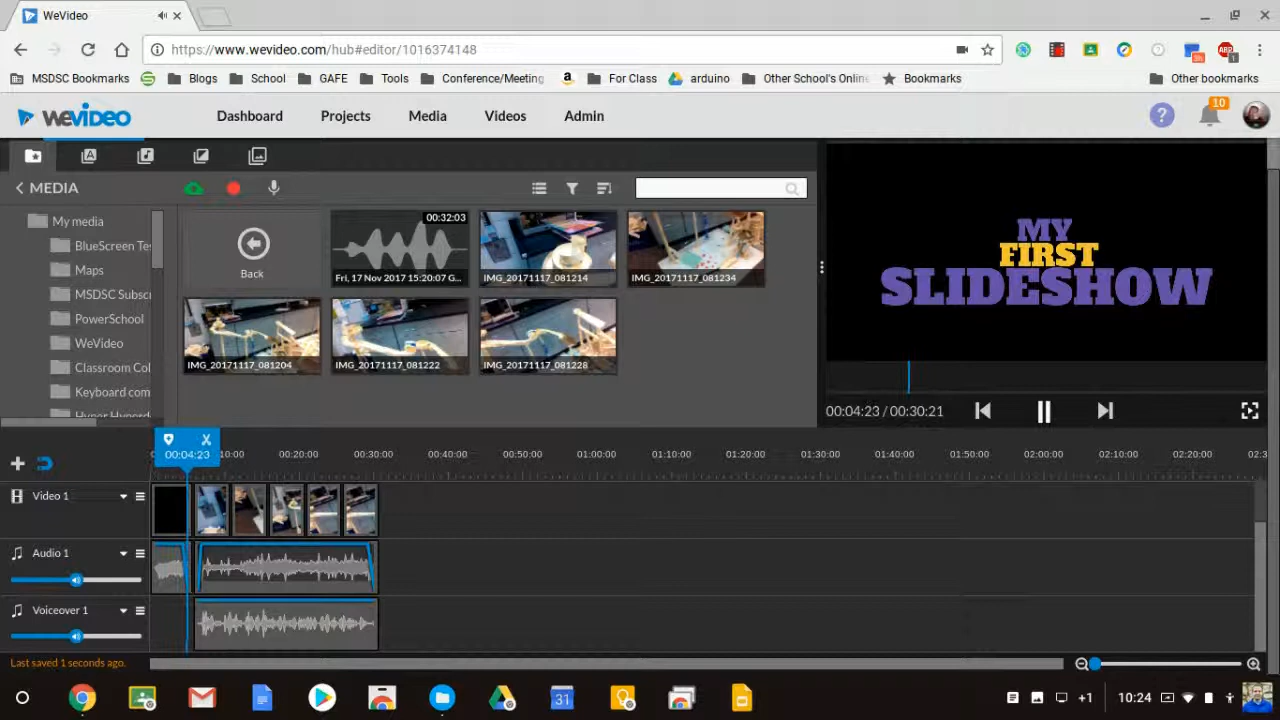 WeVideo
https://www.wevideo.com/hub#editor/1016374148
MSDSC Bookmarks
Blogs
School
GAFE
Tools
Conference/Meeting
For Class
arduino
Other School's Onlin
Bookmarks
Other bookmarks
WeVIDEO
Dashboard
Projects
Media
Videos
Admin
?
10
MEDIA
My media
BlueScreen Te
Maps
MSDSC Subsc
PowerSchool
WeVideo
Classroom Col
Keyboard com
Back
00:32:03
Fri, 17 Nov 2017 15:20:07 G...
IMG_20171117_081214
IMG_20171117_081234
IMG_20171117_081204
IMG_20171117_081222
IMG_20171117_081228
MY
FIRST
SLIDESHOW
00:04:23 / 00:30:21
00:04:23
00:20:00
00:30:00
00:40:00
00:50:00
01:00:00
01:10:00
01:20:00
01:30:00
01:40:00
01:50:00
02:00:00
02:10:00
02:20:00
Video 1
Audio 1
Voiceover 1
Last saved 1 seconds ago.
31
+1
10:24